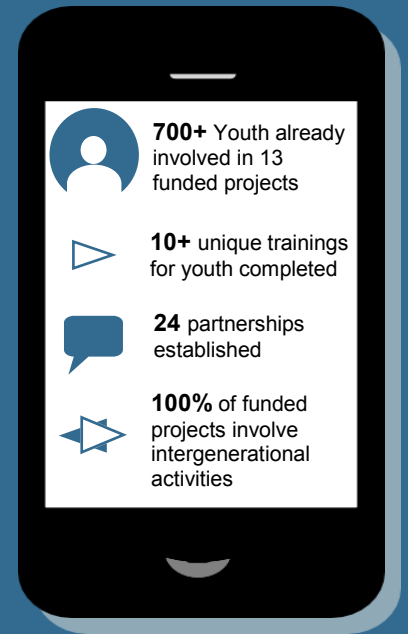 700+ Youth already
involved in 13
funded projects
10+ unique trainings
for youth completed
24 partnerships
established
100% of funded
projects involve
intergenerational
activities